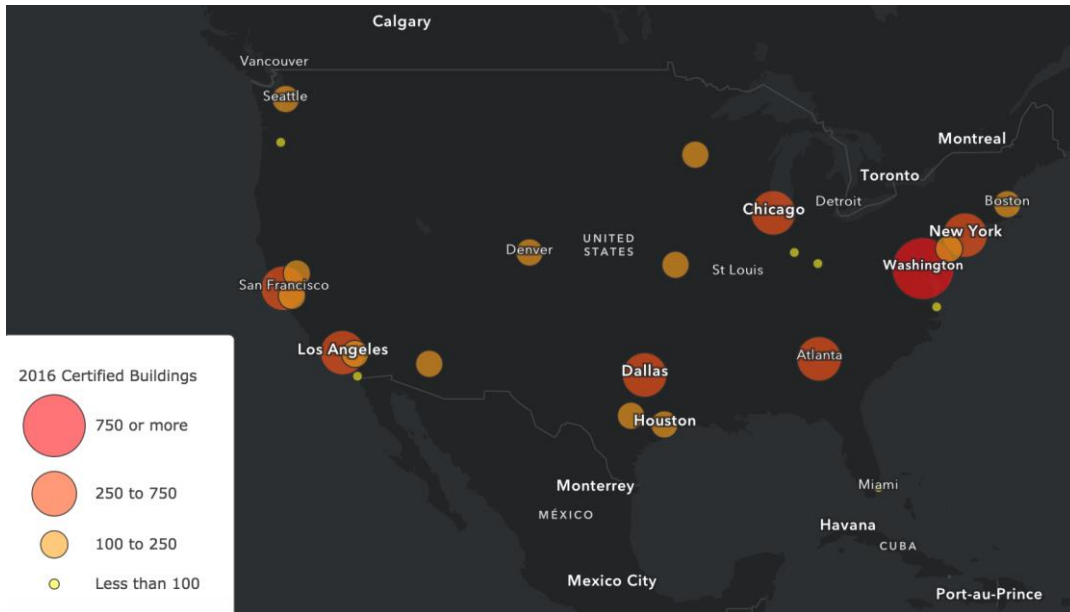 Calgary
Vancouver
Seattle
Montreal
Toronto
Chicago
Detroit
Boston
New York
Denver
UNITED
STATES
St Louis
Washington
San Francisco
Los Angeles
Dallas
Atlanta
Houston
Monterrey
Miami
MÉXICO
Havana
CUBA
Mexico City
Port-au-Prince
2016 Certified Buildings
750 or more
250 to 750
100 to 250
Less than 100